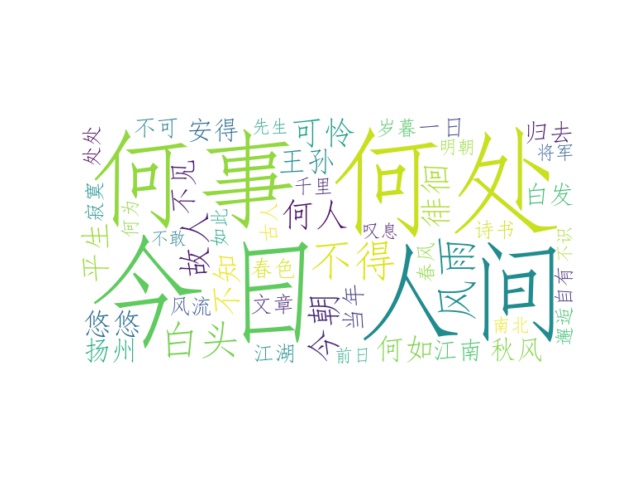 何事
何处
今日
人间
不可
安得
先生
可怜
岁暮
一日
明朝
归去
将军
处处
不见
王孙
千里
徘徊
白发
寂寞
何为
故人
如此
古人
何人
叹息
诗书
不识
平生
不敢
不知
春色
不得
春风
风雨
自有
邂逅
悠悠
风流
文章
今朝
当年
南北
扬州
白头
江湖
前日
何如
江南
秋风